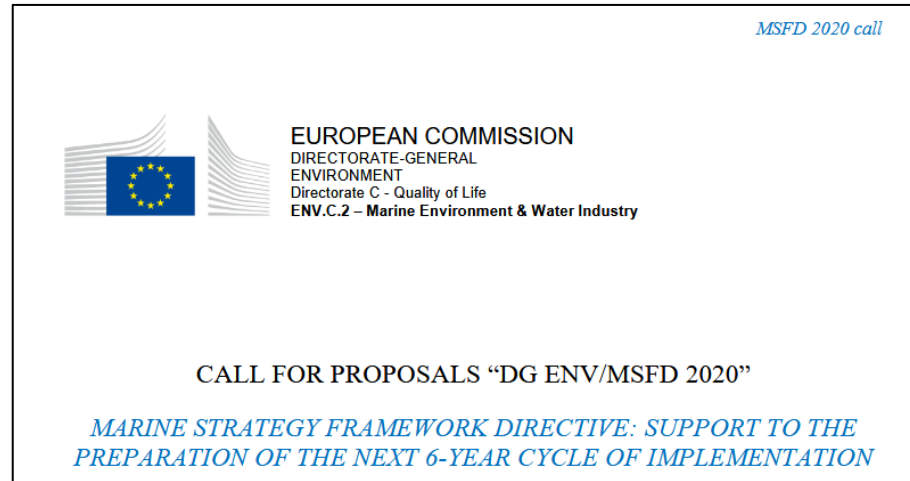 MSFD 2020 call
EUROPEAN COMMISSION
DIRECTORATE-GENERAL
ENVIRONMENT
Directorate C - Quality of Life
ENV.C.2 – Marine Environment & Water Industry
CALL FOR PROPOSALS “DG ENV/MSFD 2020”
MARINE STRATEGY FRAMEWORK DIRECTIVE: SUPPORT TO THE
PREPARATION OF THE NEXT 6-YEAR CYCLE OF IMPLEMENTATION